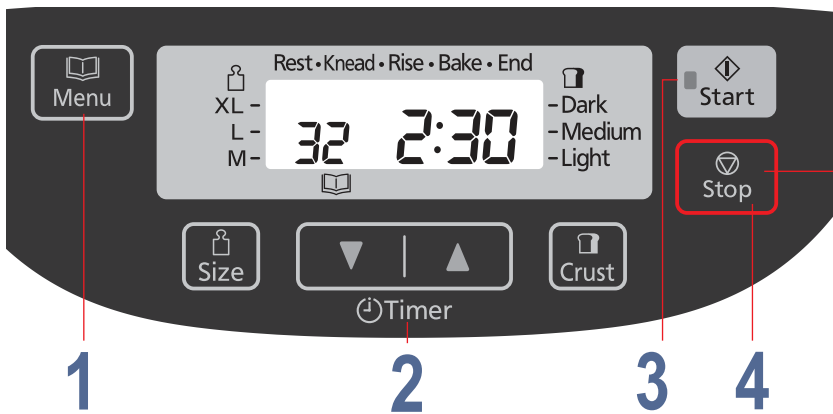 Menu
Rest • Knead • Rise • Bake • End
XL –
L –
M –
32
2:30
– Dark
– Medium
– Light
Start
Stop
Size
Timer
Crust
1
2
3
4